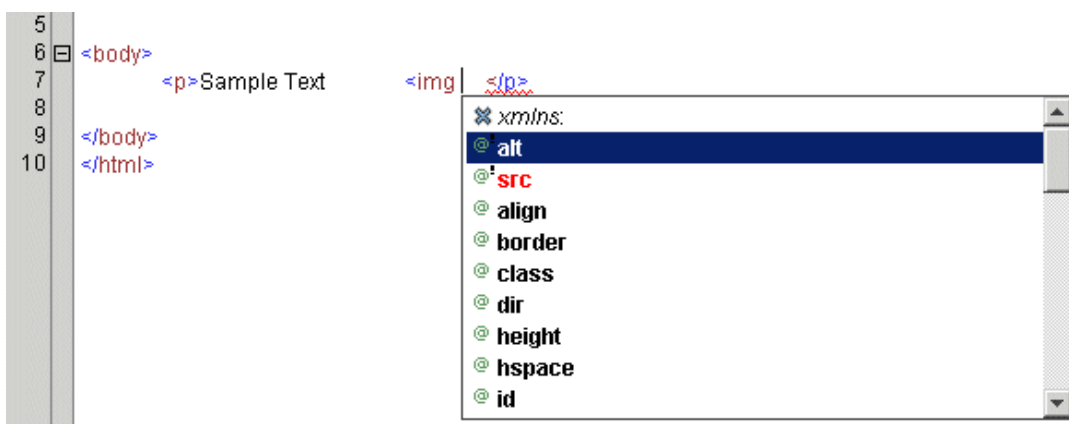 5
6 <body>
7 <p>Sample Text <img </p>
8
9 </body>
10 </html>
xmlns:
@ alt
@ src
@ align
@ border
@ class
@ dir
@ height
@ hspace
@ id